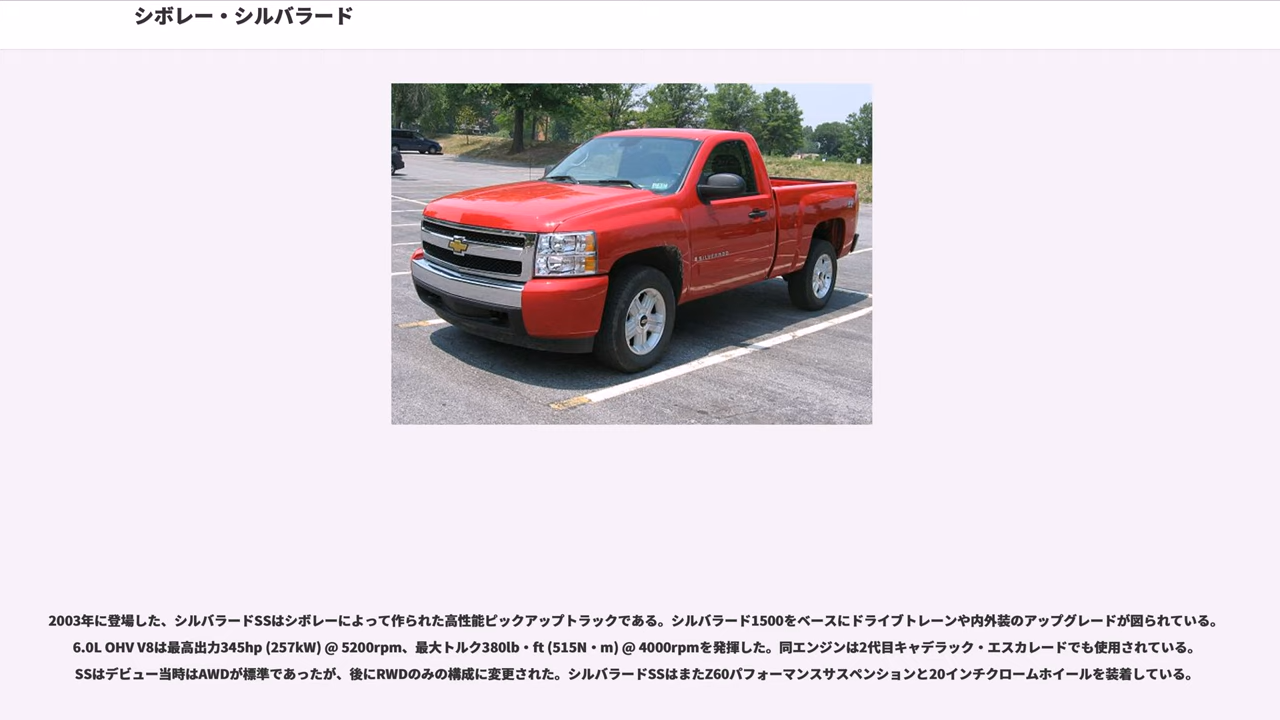 シボレー・シルバラード
SILVERADO
2003年に登場した、シルバラードSSはシボレーによって作られた高性能ピックアップトラックである。シルバラード1500をベースにドライブトレーンや内外装のアップグレードが図られている。
6.0L OHV V8は最高出力345hp (257kW) @ 5200rpm、最大トルク380lb・ft (515N・m) @ 4000rpmを発揮した。同エンジンは2代目キャデラック・エスカレードでも使用されている。
SSはデビュー当時はAWDが標準であったが、後にRWDのみの構成に変更された。シルバラードSSはまたZ60パフォーマンスサスペンションと20インチクロームホイールを装着している。